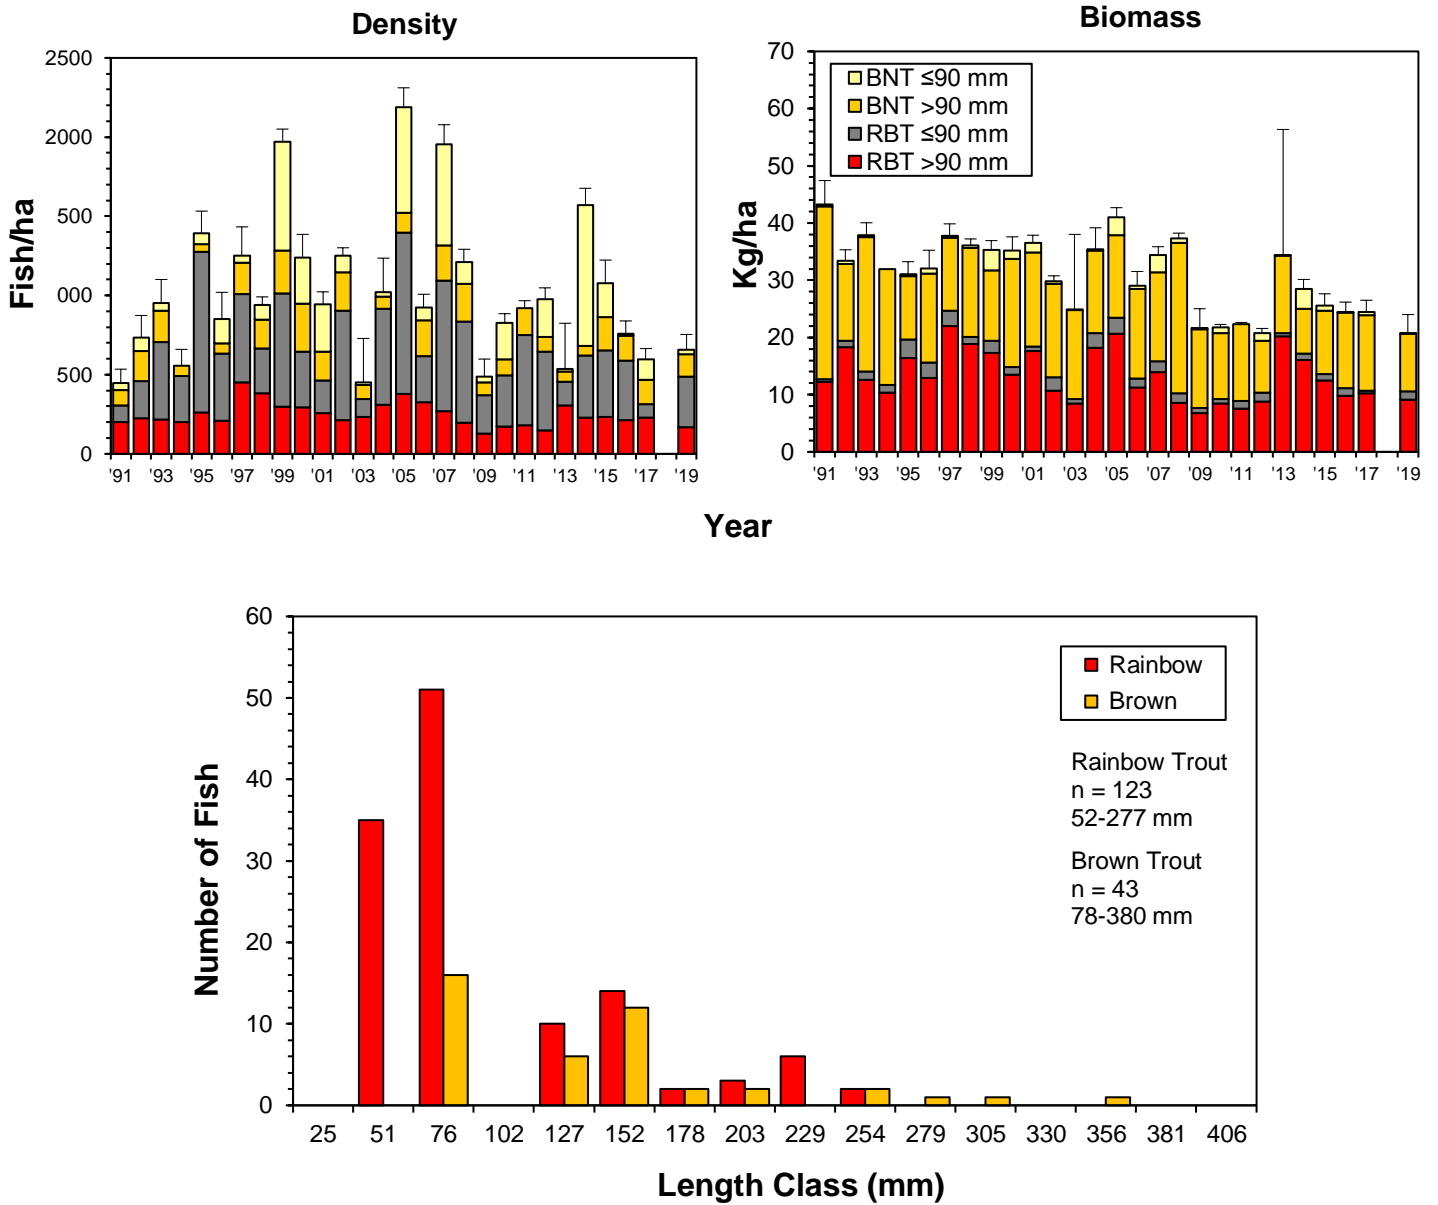 Density
Fish/ha
2500
2000
500
000
500
0
'91 '93 '95 '97 '99 '01 '03 '05 '07 '09 '11 '13 '15 '17 '19
Biomass
Kg/ha
70
60
50
40
30
20
10
0
BNT ≤90 mm
BNT >90 mm
RBT ≤90 mm
RBT >90 mm
'91 '93 '95 '97 '99 '01 '03 '05 '07 '09 '11 '13 '15 '17 '19
Year
Number of Fish
60
50
40
30
20
10
0
Rainbow
Brown
Rainbow Trout
n = 123
52-277 mm
Brown Trout
n = 43
78-380 mm
25 51 76 102 127 152 178 203 229 254 279 305 330 356 381 406
Length Class (mm)